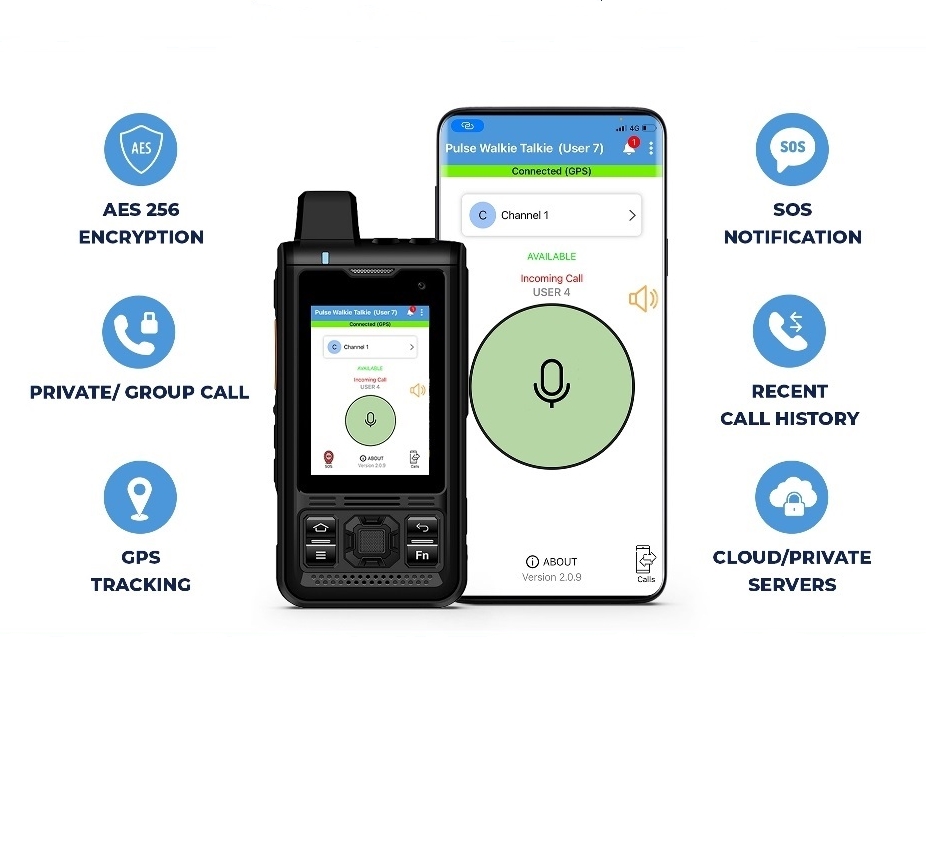 AES
AES 256
ENCRYPTION
PRIVATE/ GROUP CALL
GPS
TRACKING
Pulse Walkie Talkie (User 7)
1
Connected (GPS)
C Channel 1
AVAILABLE
Incoming Call
USER 4
SOS
ABOUT
Version 2.0.9
Calls
Fn
4G
Pulse Walkie Talkie (User 7)
1
Connected (GPS)
C Channel 1
AVAILABLE
Incoming Call
USER 4
ABOUT
Version 2.0.9
Calls
SOS
SOS
NOTIFICATION
RECENT
CALL HISTORY
CLOUD/PRIVATE
SERVERS